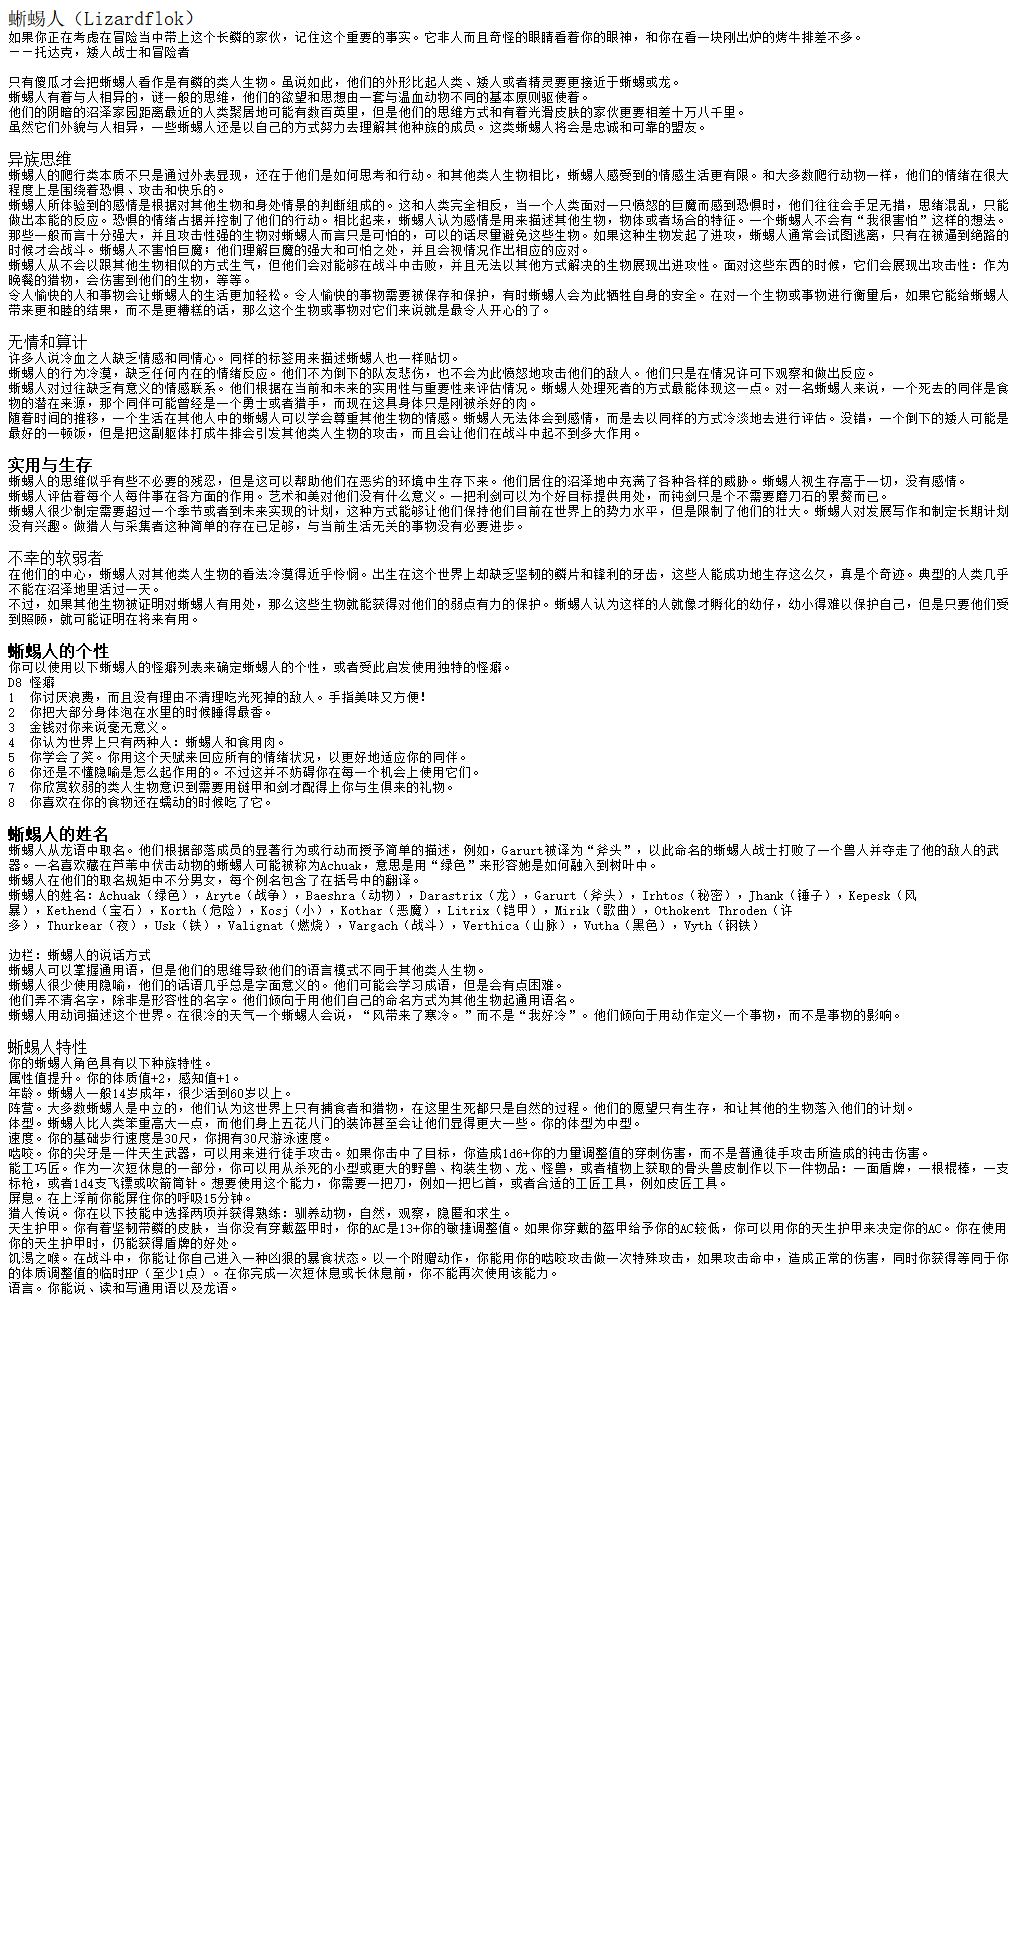 蜥蜴人（Lizardflok）
如果你正在考虑在冒险当中带上这个长鳞的家伙，记住这个重要的事实。它非人而且奇怪的眼睛看着你的眼神，和你在看一块刚出炉的烤牛排差不多。
——托达克，矮人战士和冒险者
只有傻瓜才会把蜥蜴人看作是有鳞的类人生物。虽说如此，他们的外形比起人类、矮人或者精灵要更接近于蜥蜴或龙。
蜥蜴人有着与人相异的，谜一般的思维，他们的欲望和思想由一套与温血动物不同的基本原则驱使着。
他们的阴暗的沼泽家园距离最近的人类聚居地可能有数百英里，但是他们的思维方式和有着光滑皮肤的家伙更要相差十万八千里。
虽然它们外貌与人相异，一些蜥蜴人还是以自己的方式努力去理解其他种族的成员。这类蜥蜴人将会是忠诚和可靠的盟友。
异族思维
蜥蜴人的爬行类本质不只是通过外表显现，还在于他们是如何思考和行动。和其他类人生物相比，蜥蜴人感受到的情感生活更有限。和大多数爬行动物一样，他们的情绪在很大
程度上是围绕着恐惧、攻击和快乐的。
蜥蜴人所体验到的感情是根据对其他生物和身处情景的判断组成的。这和人类完全相反，当一个人类面对一只愤怒的巨魔而感到恐惧时，他们往往会手足无措，思绪混乱，只能
做出本能的反应。恐惧的情绪占据并控制了他们的行动。相比起来，蜥蜴人认为感情是用来描述其他生物，物体或者场合的特征。一个蜥蜴人不会有“我很害怕”这样的想法。
那些一般而言十分强大，并且攻击性强的生物对蜥蜴人而言只是可怕的，可以的话尽里避免这些生物。如果这种生物发起了进攻，蜥蜴人通常会试图逃离，只有在被逼到绝路的
时候才会战斗。蜥蜴人不害怕巨魔；他们理解巨魔的强大和可怕之处，并且会视情况作出相应的应对。
蜥蜴人从不会以跟其他生物相似的方式生气，但他们会对能够在战斗中击败，并且无法以其他方式解决的生物展现出进攻性。面对这些东西的时候，它们会展现出攻击性：作为
晚餐的猎物，会伤害到他们的生物，等等。
令人愉快的人和事物会让蜥蜴人的生活更加轻松。令人愉快的事物需要被保存和保护，有时蜥蜴人会为此牺牲自身的安全。在对一个生物或事物进行衡量后，如果它能给蜥蜴人
带来更和睦的结果，而不是更糟糕的话，那么这个生物或事物对它们来说就是最令人开心的了。
无情和算计
许多人说冷血之人缺乏情感和同情心。同样的标签用来描述蜥蜴人也一样贴切。
蜥蜴人的行为冷漠，缺乏任何内在的情绪反应。他们不为倒下的队友悲伤，也不会为此愤怒地攻击他们的敌人。他们只是在情况许可下观察和做出反应。
蜥蜴人对过往缺乏有意义的情感联系。他们根据在当前和未来的实用性与重要性来评估情况。蜥蜴人处理死者的方式最能体现这一点。对一名蜥蜴人来说，一个死去的同伴是食
物的潜在来源，那个同伴可能曾经是一个勇士或者猎手，而现在这具身体只是刚被杀好的肉。
随着时间的推移，一个生活在其他人中的蜥蜴人可以学会尊重其他生物的情感。蜥蜴人无法体会到感情，而是去以同样的方式冷淡地去进行评估。没错，一个倒下的矮人可能是
最好的一顿饭，但是把这副躯体打成牛排会引发其他类人生物的攻击，而且会让他们在战斗中起不到多大作用。
实用与生存
蜥蜴人的思维似乎有些不必要的残忍，但是这可以帮助他们在恶劣的环境中生存下来。他们居住的沼泽地中充满了各种各样的威胁。蜥蜴人视生存高于一切，没有感情。
蜥蜴人评估着每个人每件事在各方面的作用。艺术和美对他们没有什么意义。一把利剑可以为个好目标提供用处，而钝剑只是个不需要磨刀石的累赘而已。
蜥蜴人很少制定需要超过一个季节或者到未来实现的计划，这种方式能够让他们保持他们目前在世界上的势力水平，但是限制了他们的壮大。蜥蜴人对发展写作和制定长期计划
没有兴趣。做猎人与采集者这种简单的存在已足够，与当前生活无关的事物没有必要进步。
不幸的软弱者
在他们的中心，蜥蜴人对其他类人生物的看法冷漠得近乎怜悯。出生在这个世界上却缺乏坚韧的鳞片和锋利的牙齿，这些人能成功地生存这么久，真是个奇迹。典型的人类几乎
不能在沼泽地里活过一天。
不过，如果其他生物被证明对蜥蜴人有用处，那么这些生物就能获得对他们的弱点有力的保护。蜥蜴人认为这样的人就像才孵化的幼仔，幼小得难以保护自己，但是只要他们受
到照顾，就可能证明在将来有用。
蜥蜴人的个性
你可以使用以下蜥蜴人的怪癖列表来确定蜥蜴人的个性，或者受此启发使用独特的怪癖。
D8 怪癖
1 你讨厌浪费，而且没有理由不清理吃光死掉的敌人。手指美味又方便！
2 你把大部分身体泡在水里的时候睡得最香。
3 金钱对你来说毫无意义。
4 你认为世界上只有两种人：蜥蜴人和食用肉。
5 你学会了笑。你用这个天赋来回应所有的情绪状况，以更好地适应你的同伴。
6 你还是不懂隐喻是怎么起作用的。不过这并不妨碍你在每一个机会上使用它们。
7 你欣赏软弱的类人生物意识到需要用链甲和剑才配得上你与生俱来的礼物。
8 你喜欢在你的食物还在蠕动的时候吃了它。
蜥蜴人的姓名
蜥蜴人从龙语中取名。他们根据部落成员的显著行为或行动而授予简单的描述，例如，Garurt被译为“斧头”，以此命名的蜥蜴人战士打败了一个兽人并夺走了他的敌人的武
器。一名喜欢藏在芦苇中伏击动物的蜥蜴人可能被称为Achuak，意思是用“绿色”来形容她是如何融入到树叶中。
蜥蜴人在他们的取名规矩中不分男女，每个例名包含了在括号中的翻译。
蜥蜴人的姓名：Achuak（绿色），Aryte（战争），Baeshra（动物），Darastrix（龙），Garurt（斧头），Irhtos（秘密），Jhank（锤子），Kepesk（风
暴），Kethend（宝石），Korth（危险），Kosj（小），Kothar（恶魔），Litrix（铠甲），Mirik（歌曲），Othokent Throden（许
多），Thurkear（夜），Usk（铁），Valignat（燃烧），Vargach（战斗），Verthica（山脉），Vutha（黑色），Vyth（钢铁）
边栏：蜥蜴人的说话方式
蜥蜴人可以掌握通用语，但是他们的思维导致他们的语言模式不同于其他类人生物。
蜥蜴人很少使用隐喻，他们的话语几乎总是字面意义的。他们可能会学习成语，但是会有点困难。
他们弄不清名字，除非是形容性的名字。他们倾向于用他们自己的命名方式为其他生物起通用语名。
蜥蜴人用动词描述这个世界。在很冷的天气一个蜥蜴人会说，“风带来了寒冷。”而不是“我好冷”。他们倾向于用动作定义一个事物，而不是事物的影响。
蜥蜴人特性
你的蜥蜴人角色具有以下种族特性。
属性值提升。你的体质值+2，感知值+1。
年龄。蜥蜴人一般14岁成年，很少活到60岁以上。
阵营。大多数蜥蜴人是中立的，他们认为这世界上只有捕食者和猎物，在这里生死都只是自然的过程。他们的愿望只有生存，和让其他的生物落入他们的计划。
体型。蜥蜴人比人类笨重高大一点，而他们身上五花八门的装饰甚至会让他们显得更大一些。你的体型为中型。
速度。你的基础步行速度是30尺，你拥有30尺游泳速度。
啮咬。你的尖牙是一件天生武器，可以用来进行徒手攻击。如果你击中了目标，你造成1d6+你的力量调整值的穿刺伤害，而不是普通徒手攻击所造成的钝击伤害。
能工巧匠。作为一次短休息的一部分，你可以用从杀死的小型或更大的野兽、构装生物、龙、怪兽，或者植物上获取的骨头兽皮制作以下一件物品：一面盾牌，一根棍棒，一支
标枪，或者1d4支飞镖或吹箭筒针。想要使用这个能力，你需要一把刀，例如一把匕首，或者合适的工匠工具，例如皮匠工具。
屏息。在上浮前你能屏住你的呼吸15分钟。
猎人传说。你在以下技能中选择两项并获得熟练：驯养动物，自然，观察，隐匿和求生。
天生护甲。你有着坚韧带鳞的皮肤，当你没有穿戴盔甲时，你的AC是13+你的敏捷调整值。如果你穿戴的盔甲给予你的AC较低，你可以用你的天生护甲来决定你的AC。你在使用
你的天生护甲时，仍能获得盾牌的好处。
饥渴之喉。在战斗中，你能让你自己进入一种凶狠的暴食状态。以一个附赠动作，你能用你的啮咬攻击做一次特殊攻击，如果攻击命中，造成正常的伤害，同时你获得等同于你
的体质调整值的临时HP（至少1点）。在你完成一次短休息或长休息前，你不能再次使用该能力。
语言。你能说、读和写通用语以及龙语。